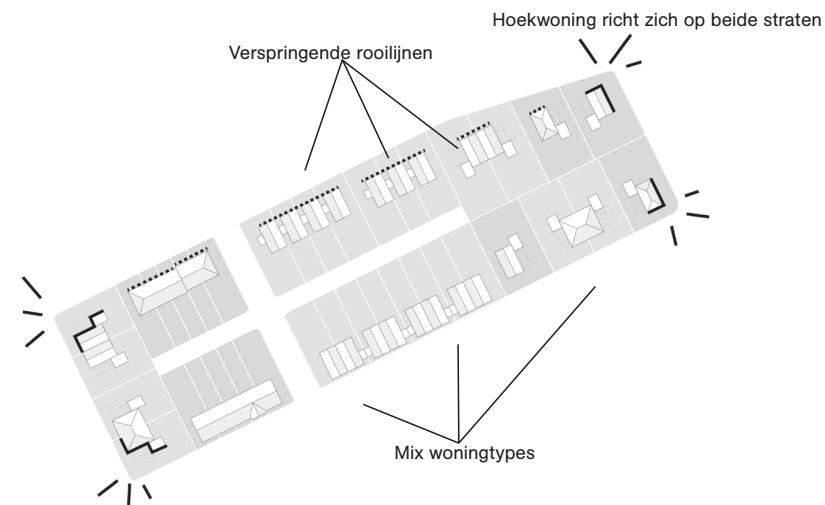 Hoekwoning richt zich op beide straten
Verspringende rooilijnen
Mix woningtypes